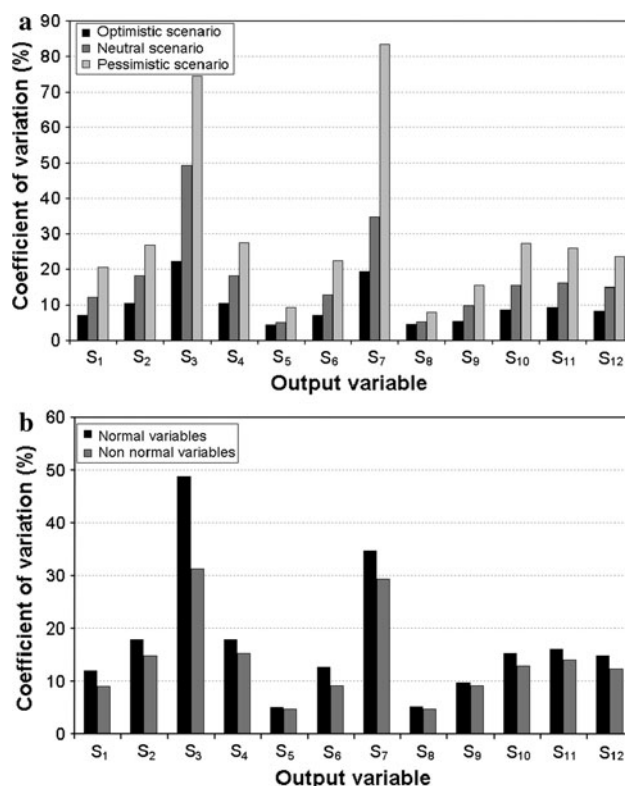 a
Optimistic scenario
Neutral scenario
Pessimistic scenario
Coefficient of variation (%)
90
80
70
60
50
40
30
20
10
0
S1 S2 S3 S4 S5 S6 S7 S8 S9 S10 S11 S12
Output variable
b
Normal variables
Non normal variables
Coefficient of variation (%)
60
50
40
30
20
10
0
S1 S2 S3 S4 S5 S6 S7 S8 S9 S10 S11 S12
Output variable